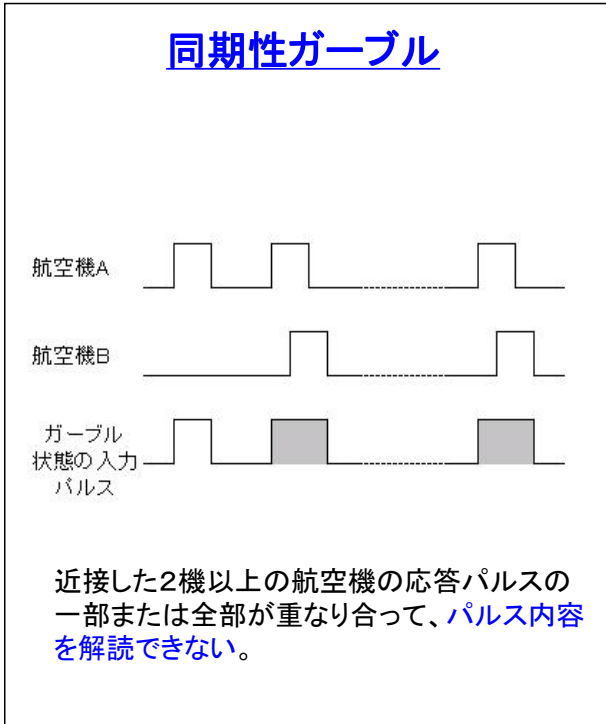 同期性ガーブル
航空機A
航空機B
ガーブル
状態の入力
パルス
近接した2機以上の航空機の応答パルスの
一部または全部が重なり合って、パルス内容
を解読できない。